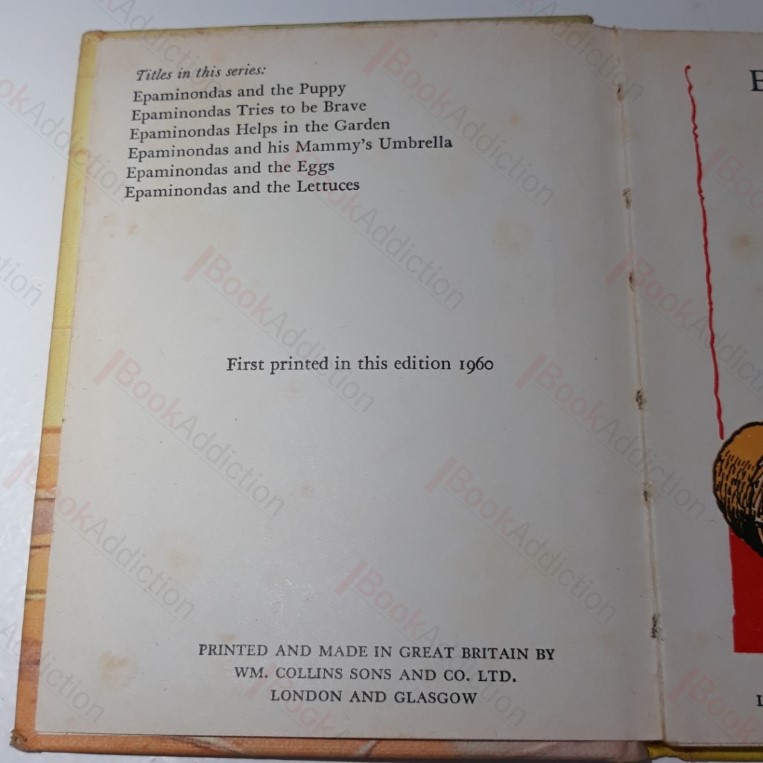 Titles in this series:
Epaminondas and the Puppy
Epaminondas Tries to be Brave
Epaminondas Helps in the Garden
Epaminondas and his Mammy's Umbrella
Epaminondas and the Eggs
Epaminondas and the Lettuces
First printed in this edition 1960
PRINTED AND MADE IN GREAT BRITAIN BY
WM. COLLINS SONS AND CO. LTD.
LONDON AND GLASGOW
E
BookAddiction